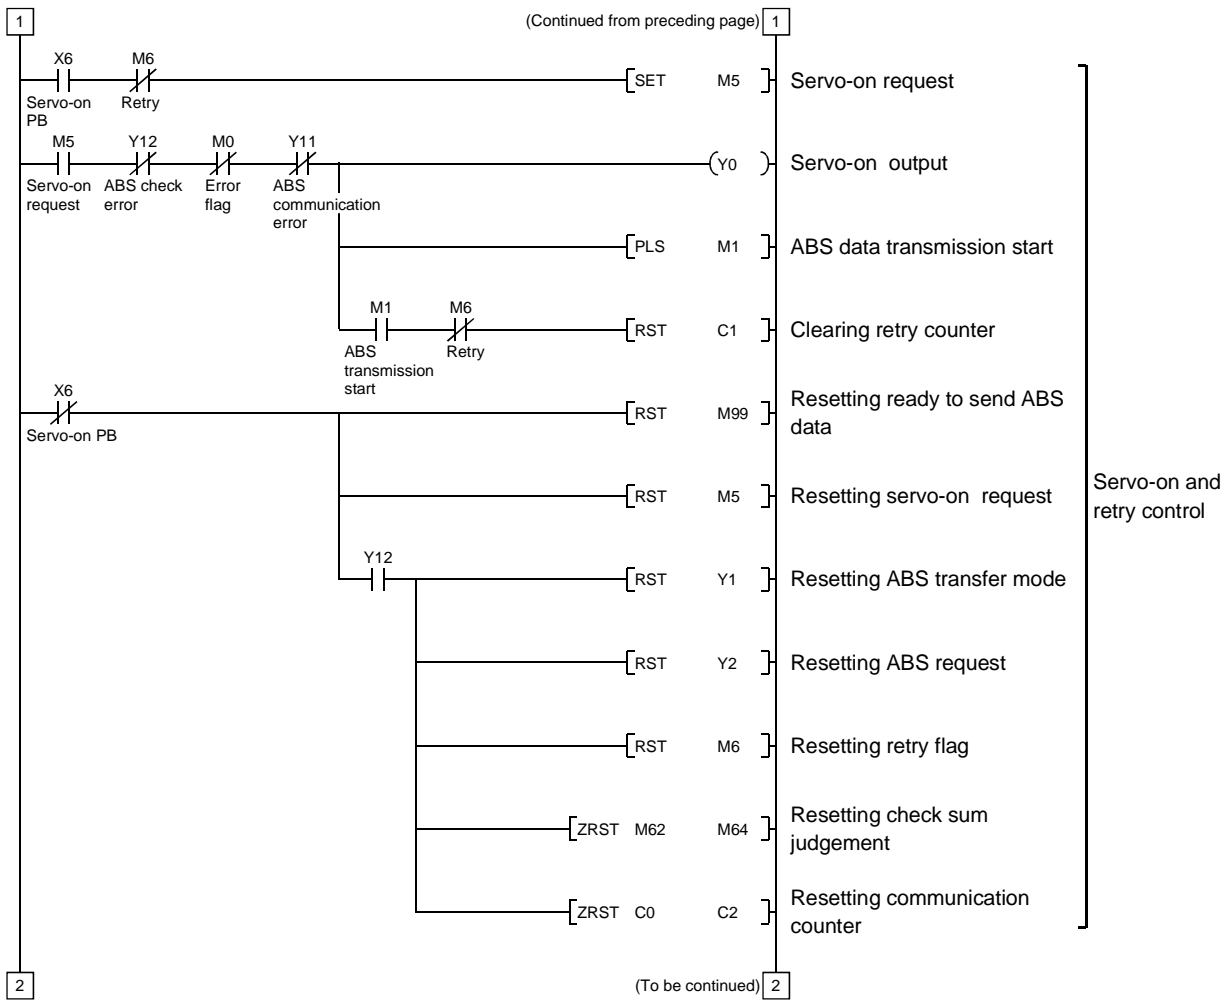 1 (Continued from preceding page) 1
X6 M6
SET M5 Servo-on request
Servo-on Retry
PB
M5 Y12 M0 Y11
Y0 Servo-on output
Servo-on ABS check Error ABS
request error flag communication
error
PLS M1 ABS data transmission start
M1 M6
RST C1 Clearing retry counter
ABS Retry
transmission
start
X6
RST M99 Resetting ready to send ABS
data
Servo-on PB
Servo-on and
retry control
RST M5 Resetting servo-on request
Y12
RST Y1 Resetting ABS transfer mode
RST Y2 Resetting ABS request
RST M6 Resetting retry flag
ZRST M62 M64 Resetting check sum
judgement
ZRST C0 C2 Resetting communication
counter
2 (To be continued) 2